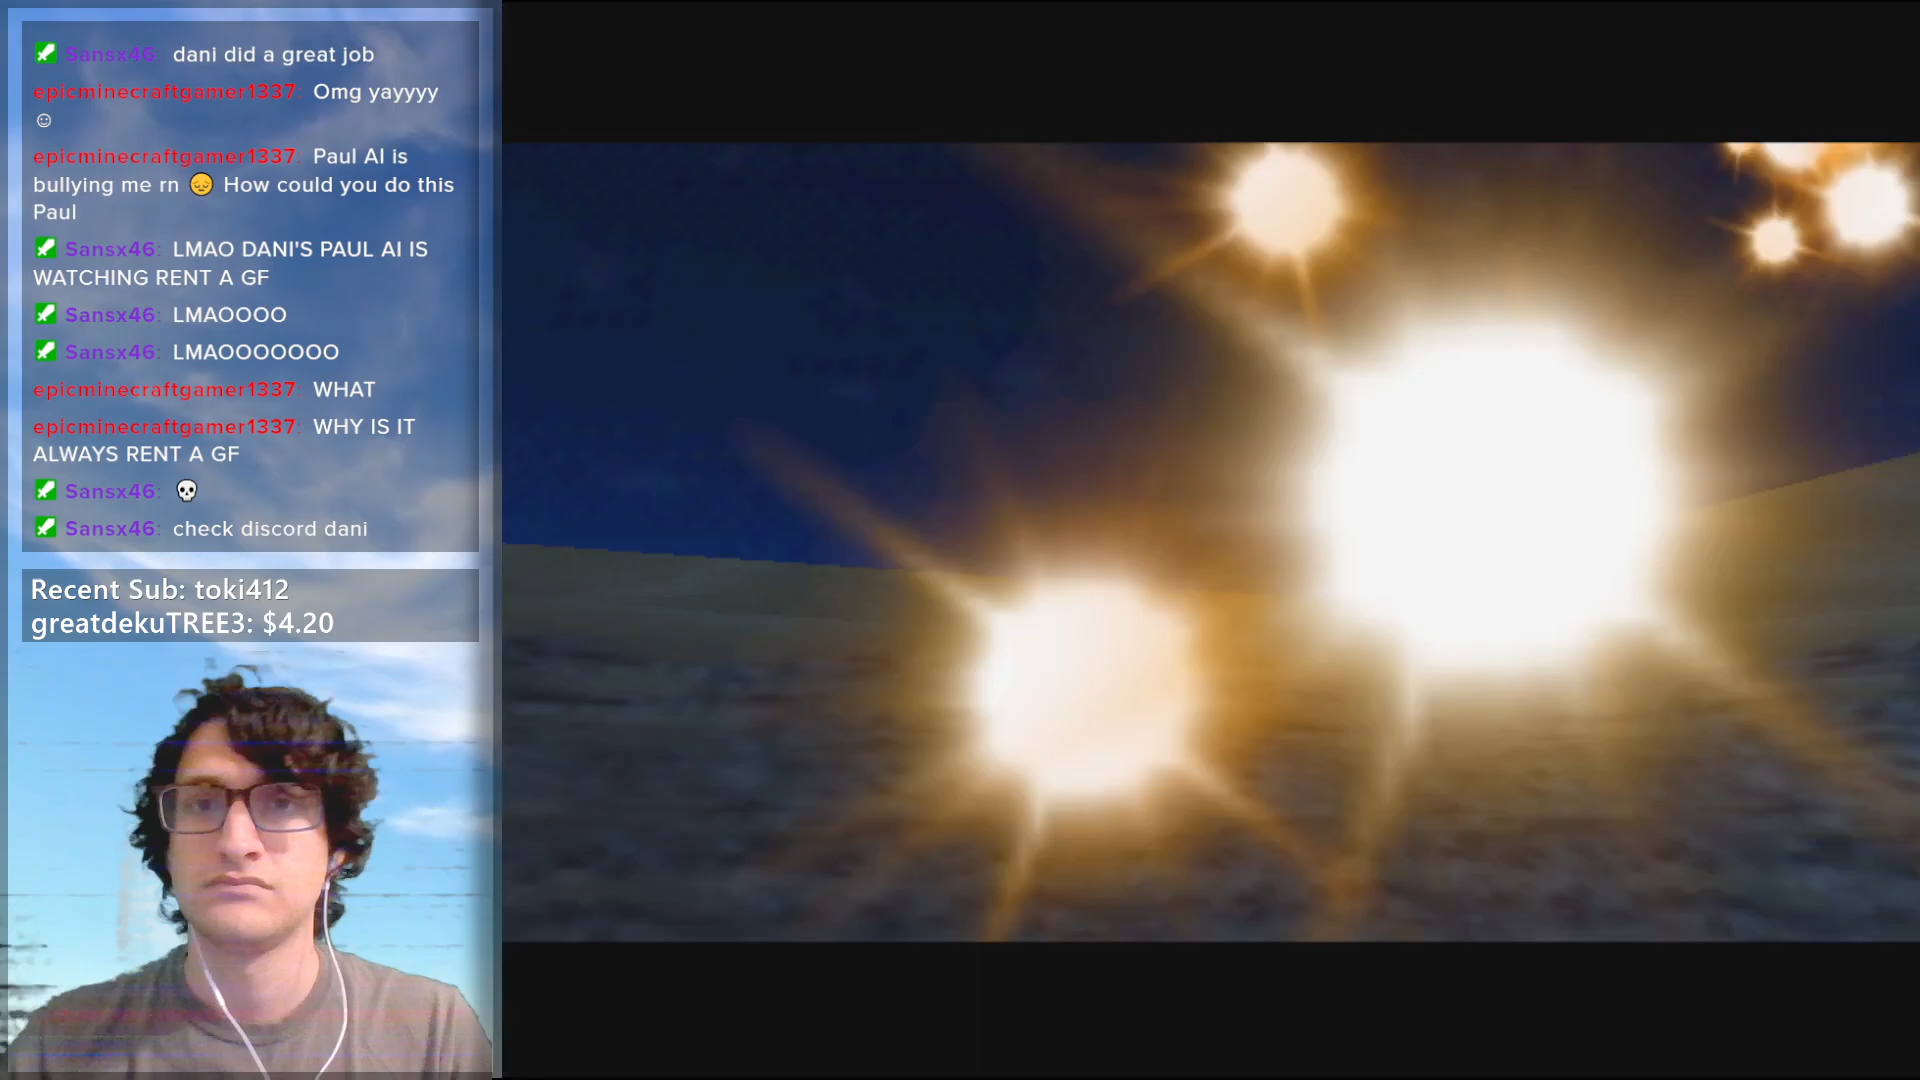 Sansx46: dani did a great job
epicminecraftgamer1337: Omg yayyyy
☺
epicminecraftgamer1337: Paul AI is
bullying me rn 😔 How could you do this
Paul
Sansx46: LMAO DANI'S PAUL AI IS
WATCHING RENT A GF
Sansx46: LMAOOOO
Sansx46: LMAOOOOOOO
epicminecraftgamer1337: WHAT
epicminecraftgamer1337: WHY IS IT
ALWAYS RENT A GF
Sansx46: 💀
Sansx46: check discord dani
Recent Sub: toki412
greatdekuTREE3: $4.20